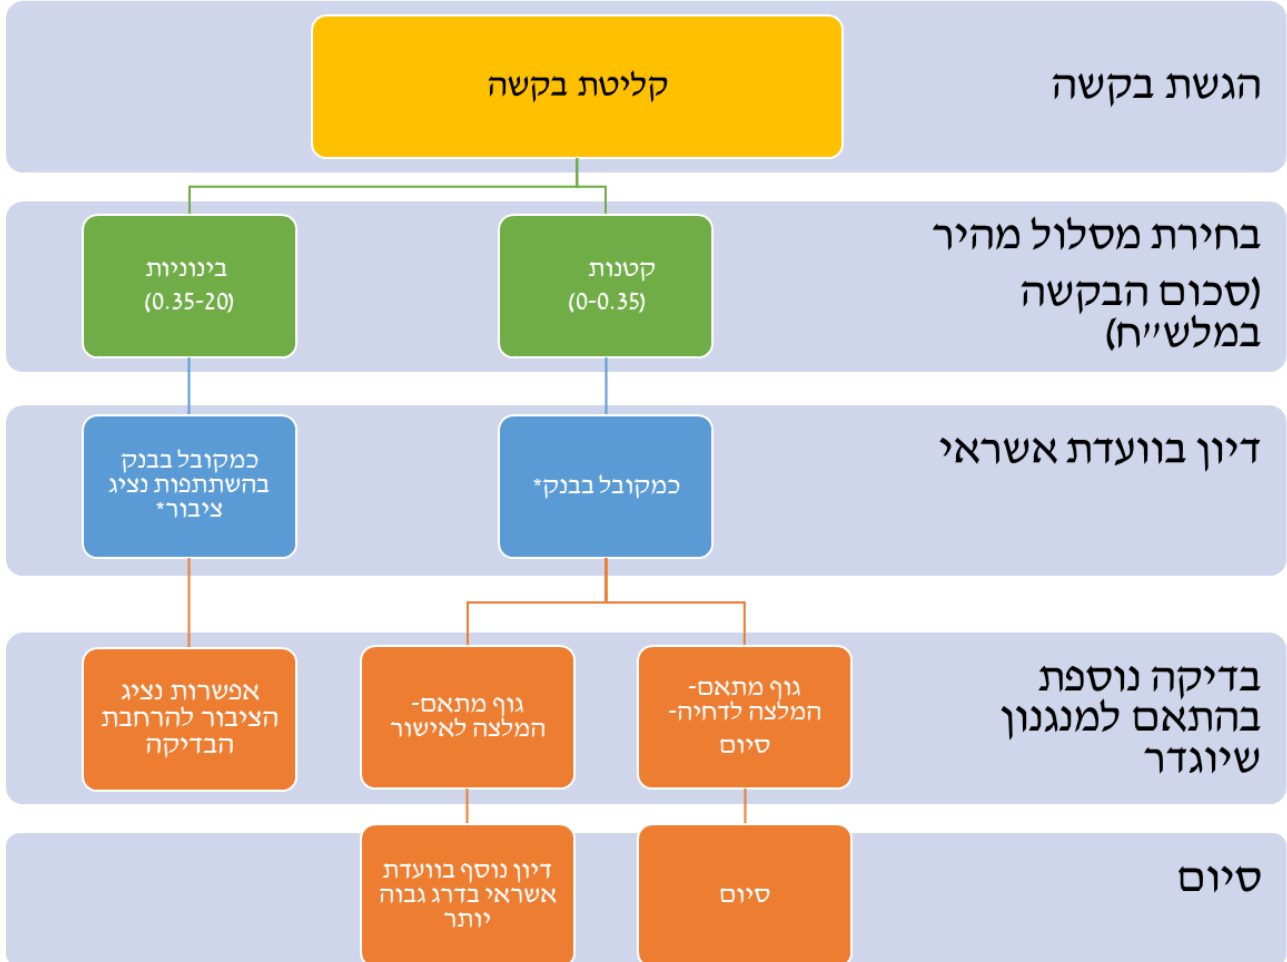 הגשת בקשה
קליטת בקשה
בחירת מסלול מהיר
(סכום הבקשה
במלש״ח)
קטנות
(0-0.35)
בינוניות
(0.35-20)
דיון בוועדת אשראי
כמקובל בבנק*
כמקובל בבנק
בהשתתפות נציג
ציבור*
בדיקה נוספת
בהתאם למנגנון
שיוגדר
גוף מתאם-
המלצה לדחיה-
סיום
גוף מתאם-
המלצה לאישור
אפשרות נציג
הציבור להרחבת
הבדיקה
סיום
סיום
דיון נוסף בוועדת
אשראי בדרג גבוה
יותר